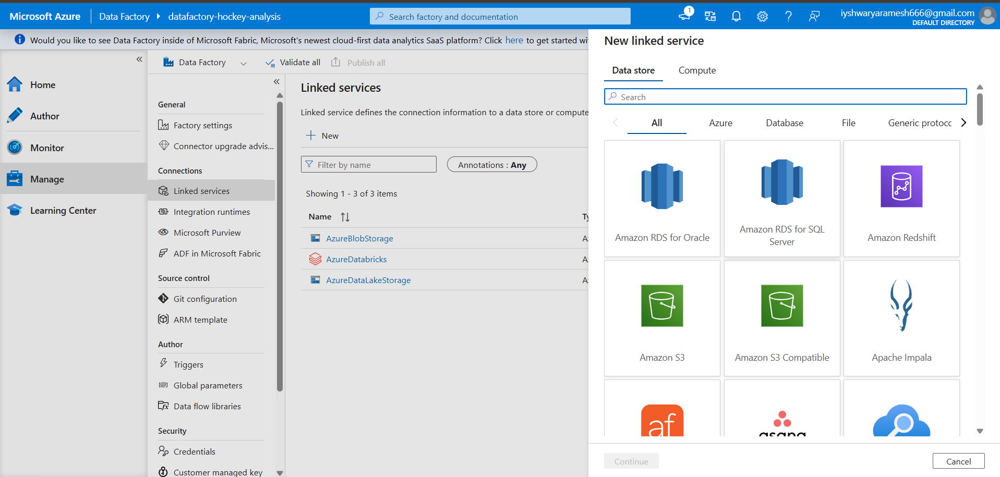 Microsoft Azure
Data Factory
datafactory-hockey-analysis
Search factory and documentation
1
iyshwaryaramesh666@gmail.com
DEFAULT DIRECTORY
Would you like to see Data Factory inside of Microsoft Fabric, Microsoft's newest cloud-first data analytics SaaS platform? Click here to get started wi
Home
Author
Monitor
Manage
Learning Center
Data Factory
Validate all
Publish all
General
Factory settings
Connector upgrade advis...
Connections
Linked services
Integration runtimes
Microsoft Purview
ADF in Microsoft Fabric
Source control
Git configuration
ARM template
Author
Triggers
Global parameters
Data flow libraries
Security
Credentials
Customer managed key
Linked services
Linked service defines the connection information to a data store or compute
New
Filter by name
Annotations : Any
Showing 1 - 3 of 3 items
Name
Ty
AzureBlobStorage
A
AzureDatabricks
A
AzureDataLakeStorage
A
New linked service
Data store
Compute
Search
All
Azure
Database
File
Generic protoc
Amazon RDS for Oracle
Amazon RDS for SQL
Server
Amazon Redshift
Amazon S3
Amazon S3 Compatible
Apache Impala
af
asana
Continue
Cancel